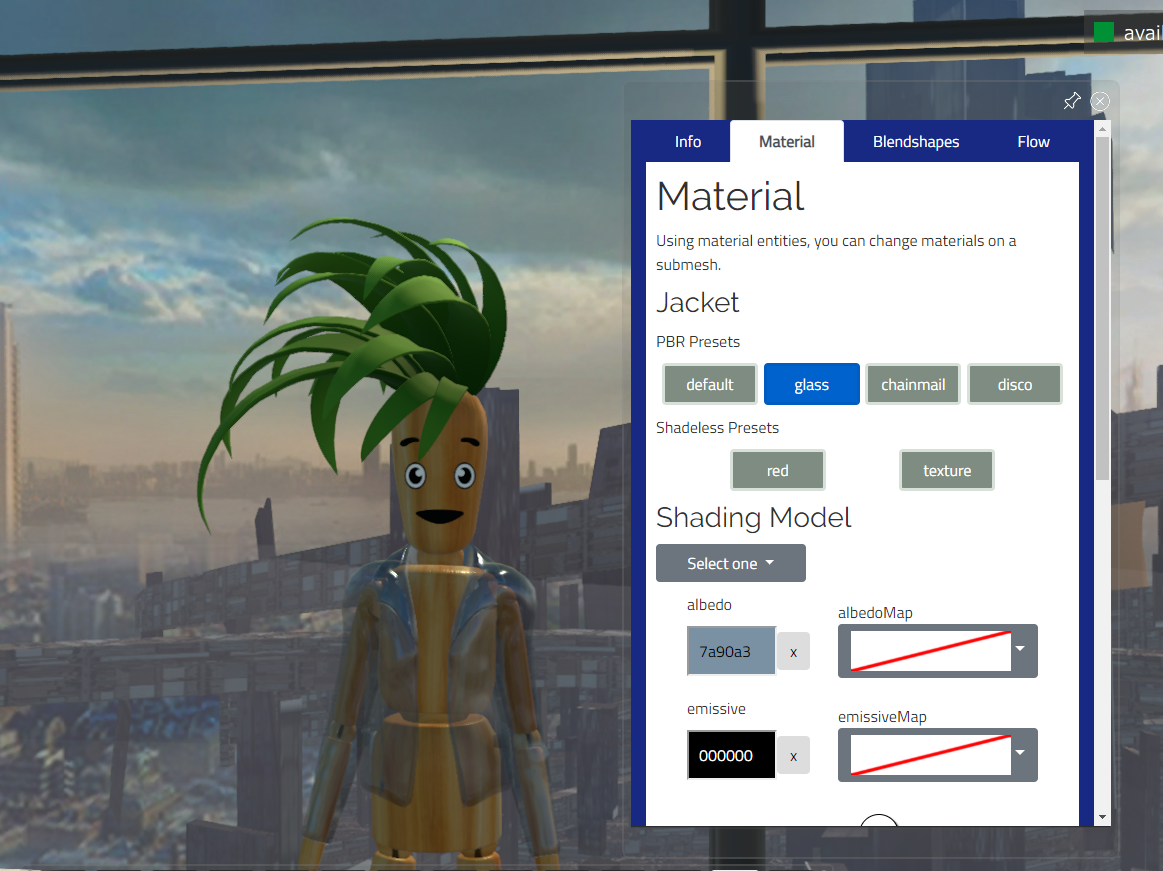 avail
Info
Material
Blendshapes
Flow
Material
Using material entities, you can change materials on a
submesh.
Jacket
PBR Presets
default
glass
chainmail
disco
Shadeless Presets
red
texture
Shading Model
Select one
albedo
albedoMap
7a90a3
x
emissive
emissiveMap
000000
x